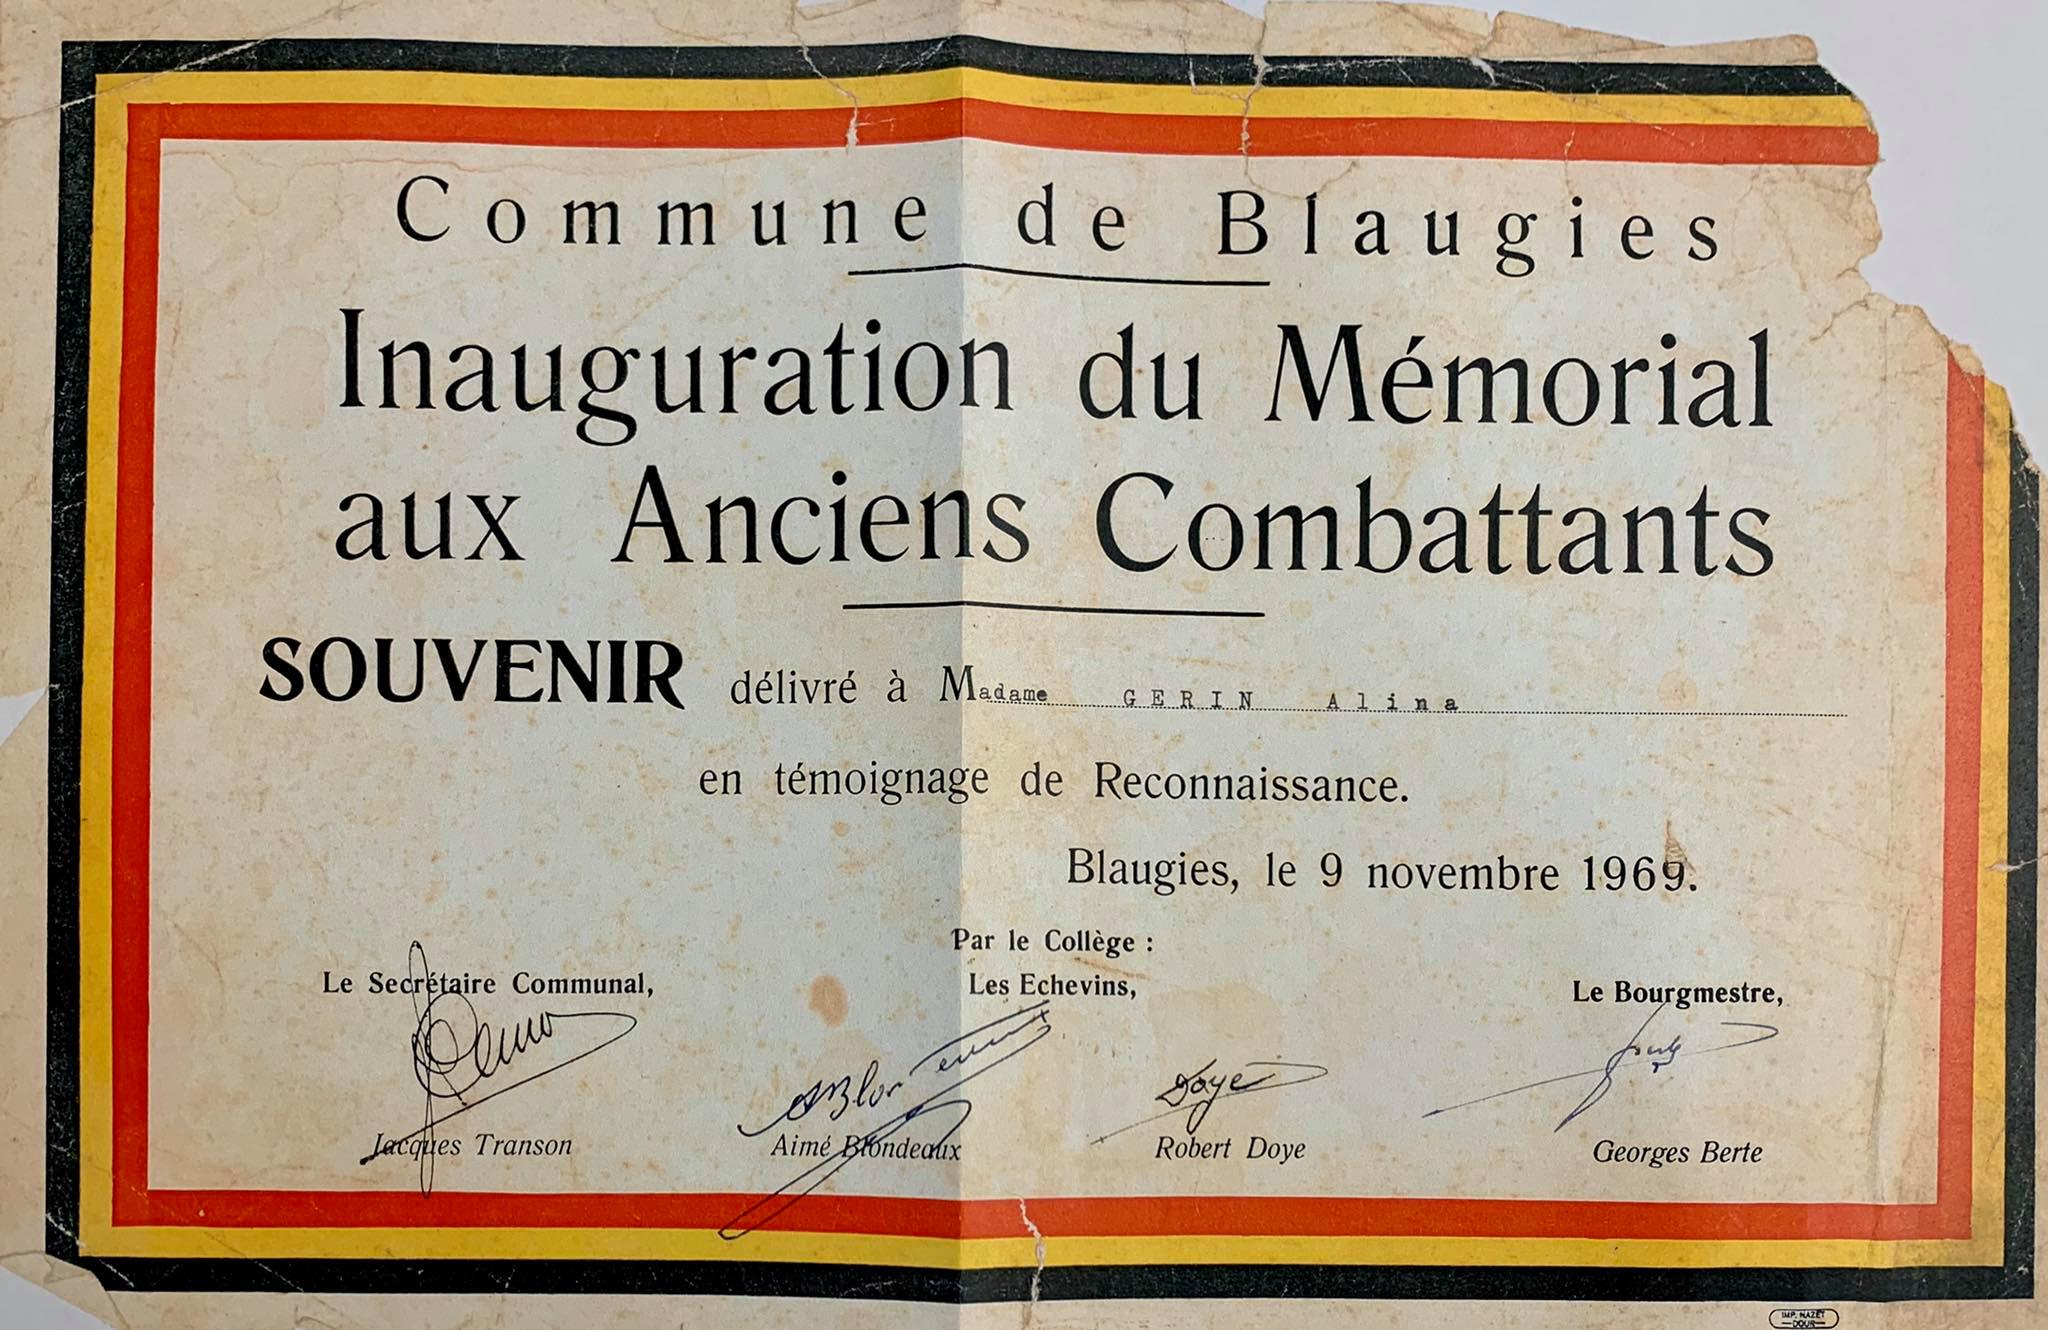 Commune de Blaugies
Inauguration du Mémorial
aux Anciens Combattants
SOUVENIR délivré à Madame GERIN Alina
en témoignage de Reconnaissance.
Blaugies, le 9 novembre 1969.
Par le Collège :
Le Secrétaire Communal, Les Echevins, Le Bourgmestre,
Doye
Jacques Transon Aimé Blondeaux Robert Doye Georges Berte
IMP. NAZET
DOUR